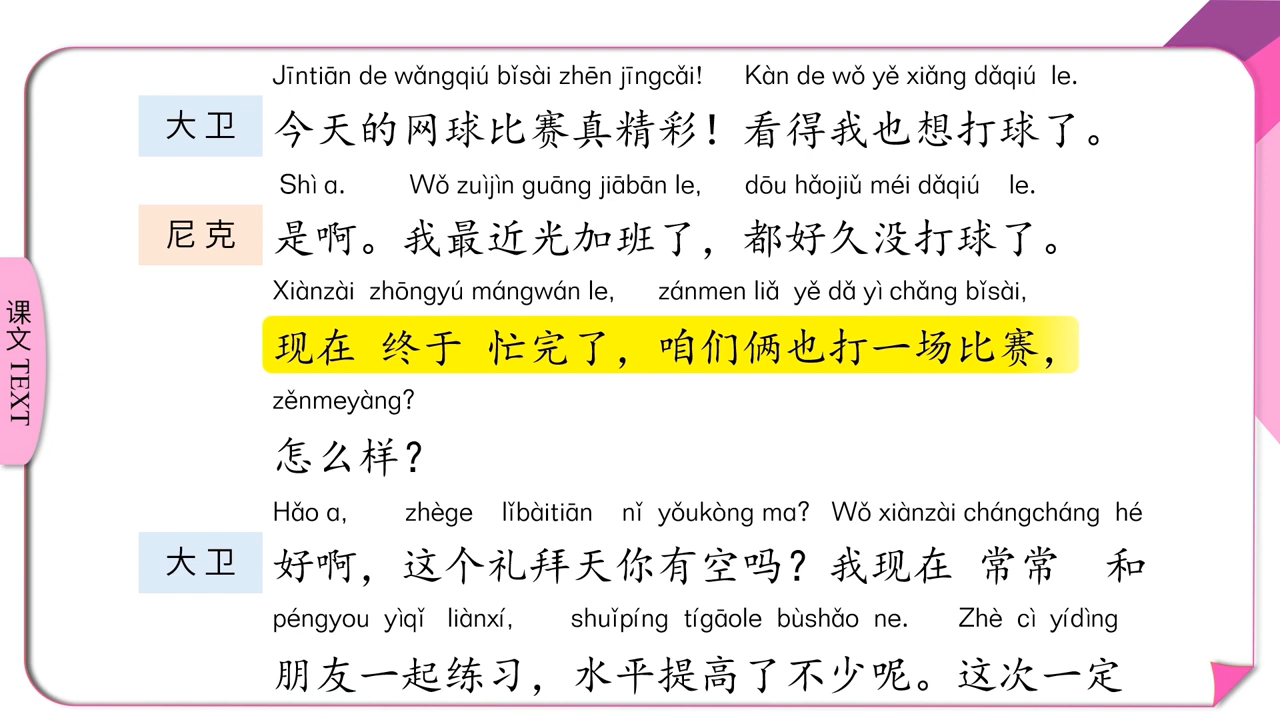 Jīntiān de wǎngqiú bǐsài zhēn jīngcǎi! Kàn de wǒ yě xiǎng dǎqiú le.
大卫 今天的网球比赛真精彩！看得我也想打球了。
Shì a. Wǒ zuìjìn guāng jiābān le, dōu hǎojiǔ méi dǎqiú le.
尼克 是啊。我最近光加班了，都好久没打球了。
Xiànzài zhōngyú mángwán le, zánmen liǎ yě dǎ yì chǎng bǐsài,
现在 终于 忙完了，咱们俩也打一场比赛，
zěnmeyàng?
怎么样？
Hǎo a, zhège lǐbàitiān nǐ yǒukòng ma? Wǒ xiànzài chángcháng hé
大卫 好啊，这个礼拜天你有空吗？我现在 常常 和
péngyou yìqǐ liànxí, shuǐpíng tígāole bùshǎo ne. Zhè cì yídìng
朋友一起练习，水平提高了不少呢。这次一定
课文 TEXT